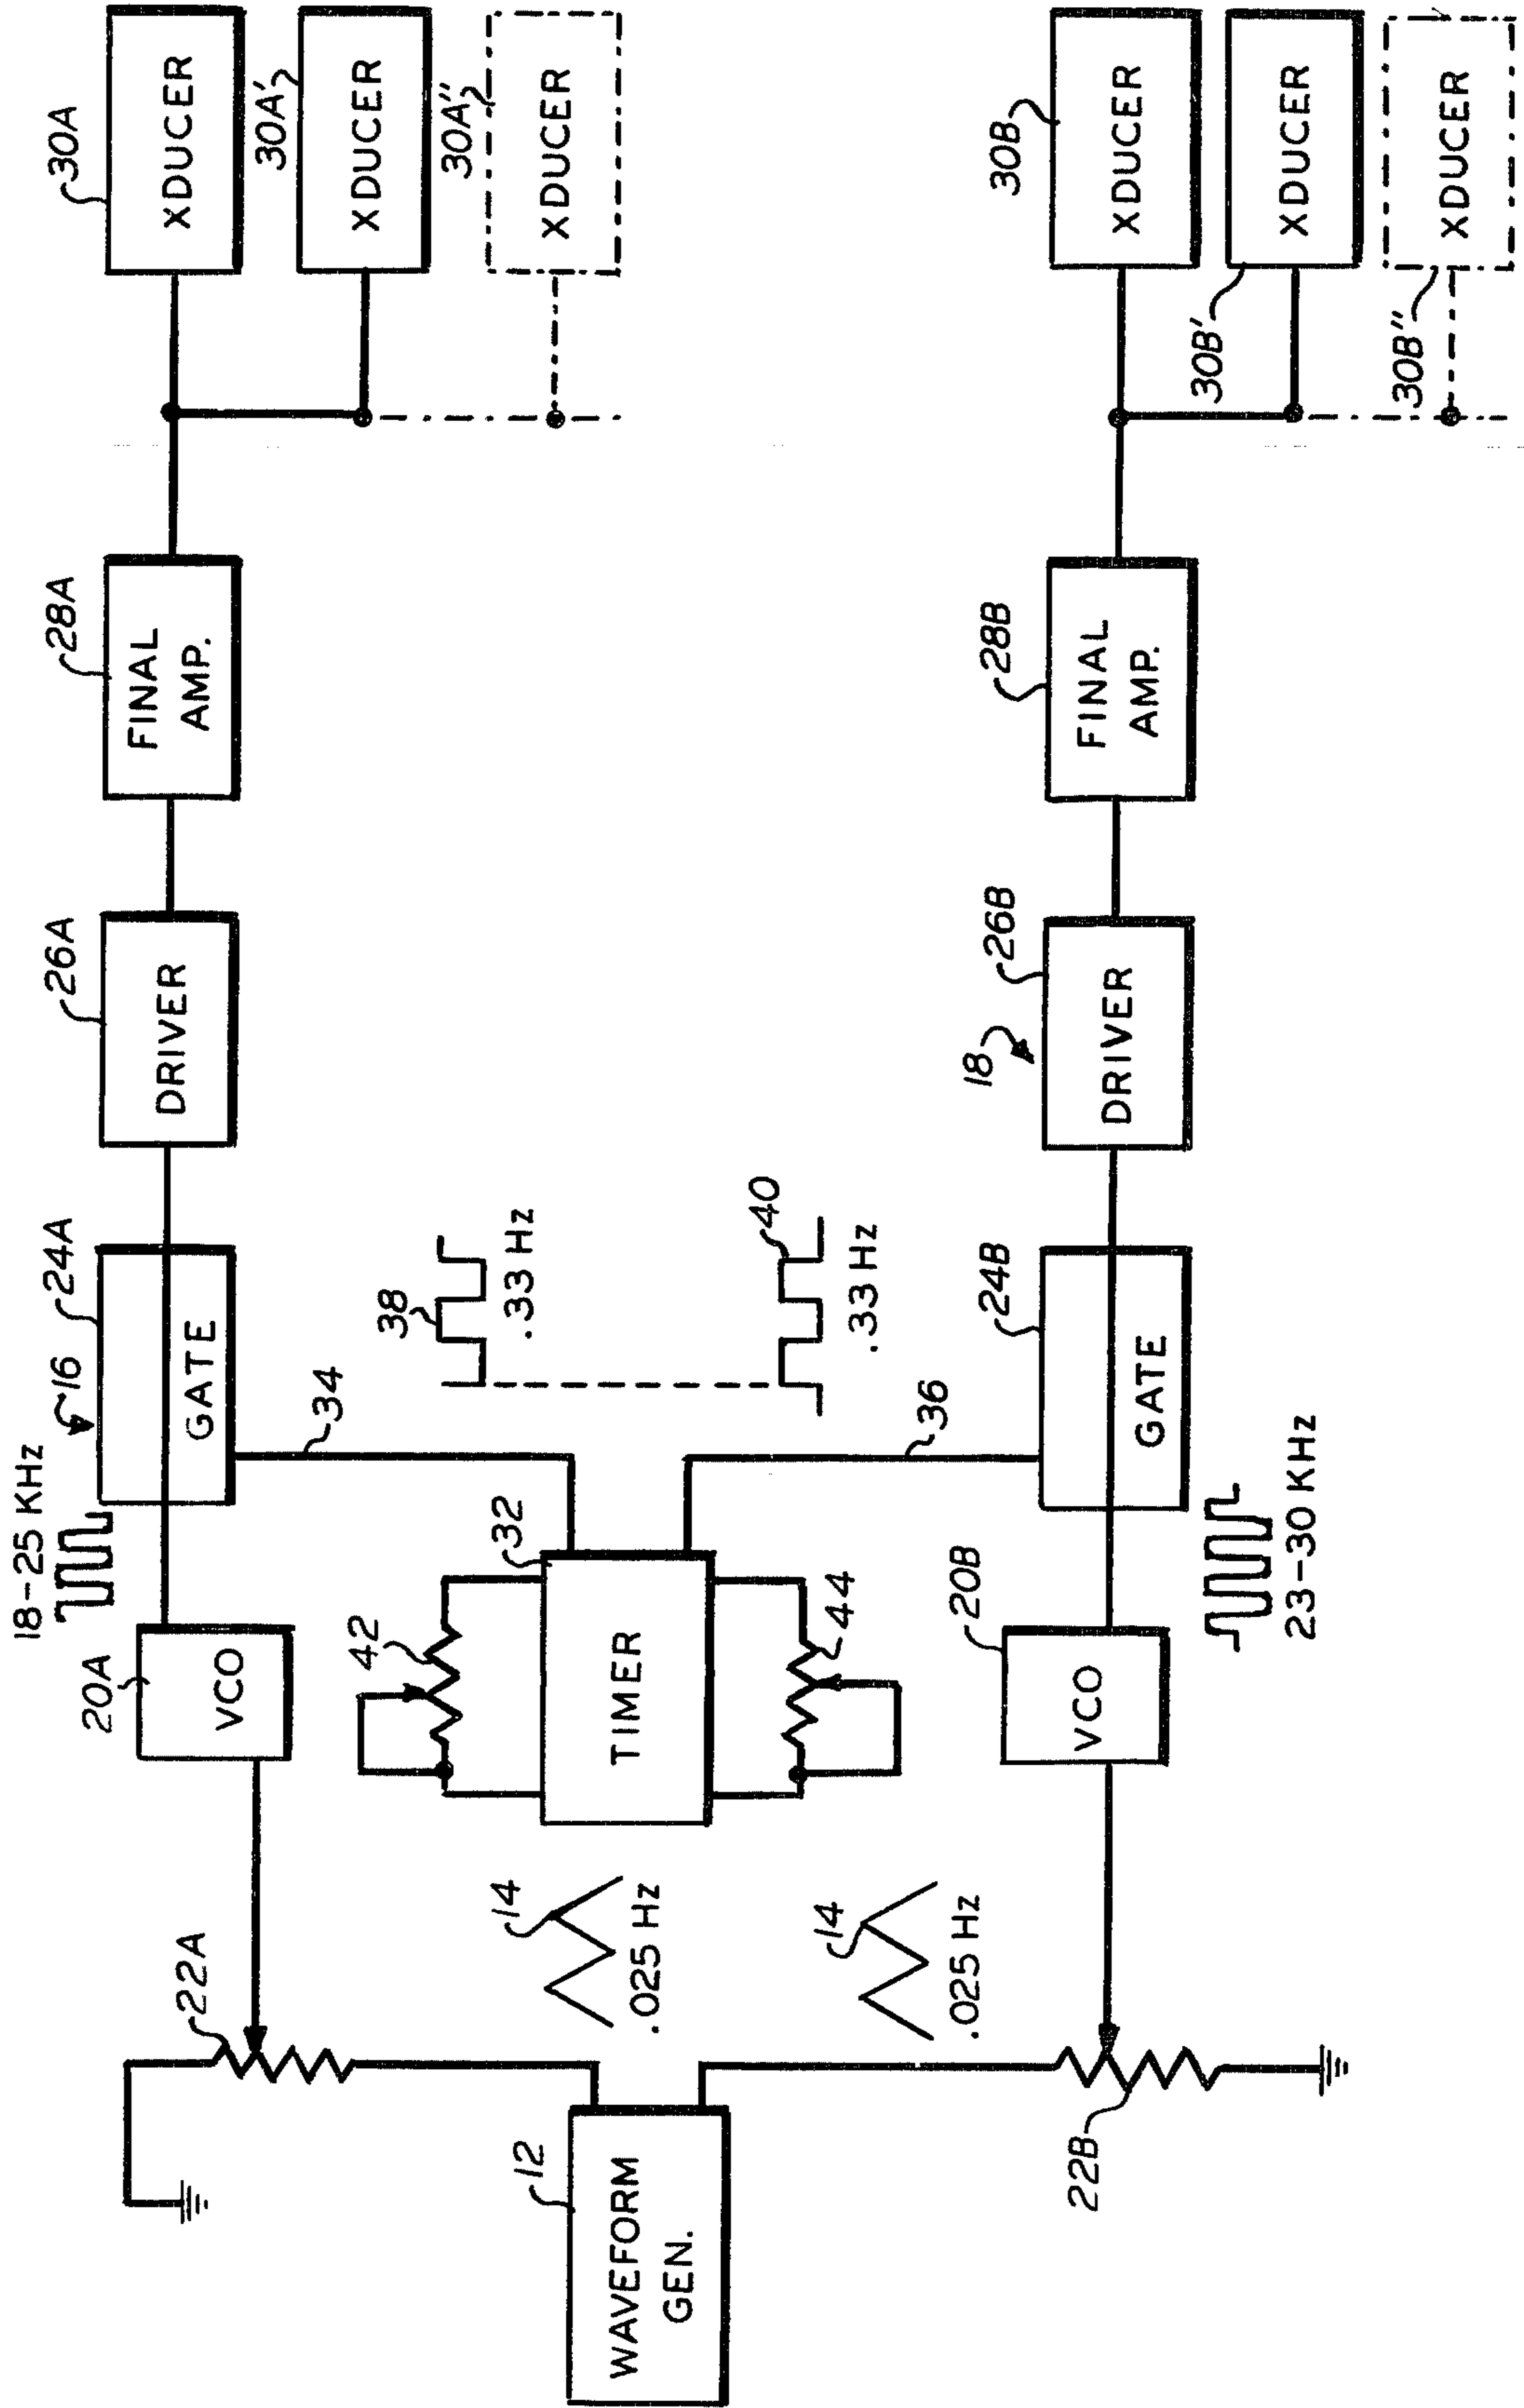 18-25 KHz
16
24A
GATE
20A
VCO
22A
26A
DRIVER
28A
FINAL
AMP.
30A
XDUCER
30A'
XDUCER
30A''
XDUCER
34
38
.33 Hz
40
.33 Hz
36
32
TIMER
42
44
14
.025 Hz
14
.025 Hz
12
WAVEFORM
GEN.
22B
20B
VCO
23-30 KHz
24B
GATE
18
26B
DRIVER
28B
FINAL
AMP.
30B
XDUCER
30B'
XDUCER
30B''
XDUCER